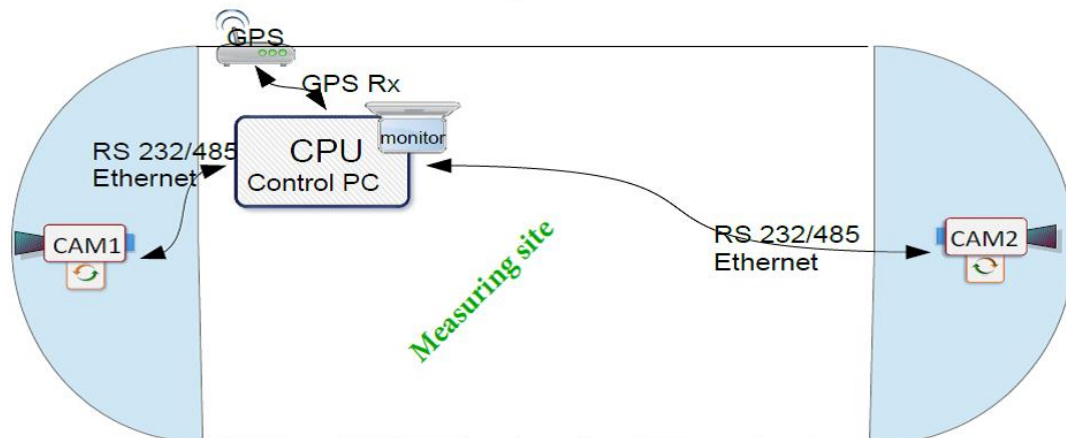 GPS
GPS Rx
monitor
CPU
Control PC
RS 232/485
Ethernet
CAM1
RS 232/485
Ethernet
CAM2
Measuring site